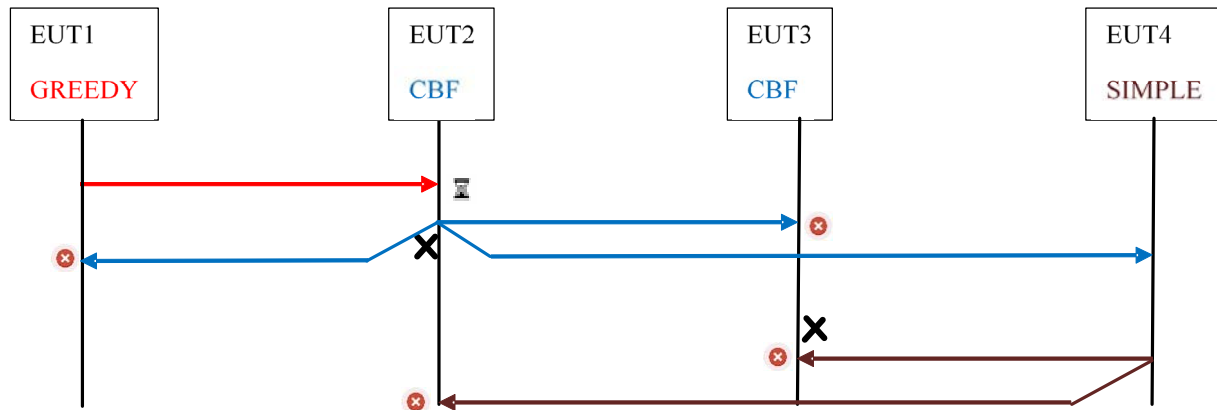 EUT1
GREEDY
EUT2
CBF
EUT3
CBF
EUT4
SIMPLE